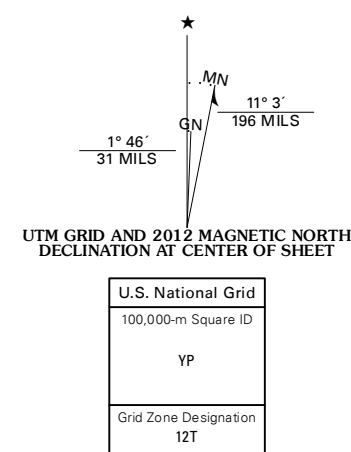 ★
MN
GN
11° 3´
196 MILS
1° 46´
31 MILS
UTM GRID AND 2012 MAGNETIC NORTH
DECLINATION AT CENTER OF SHEET
U.S. National Grid
100,000-m Square ID
YP
Grid Zone Designation
12T